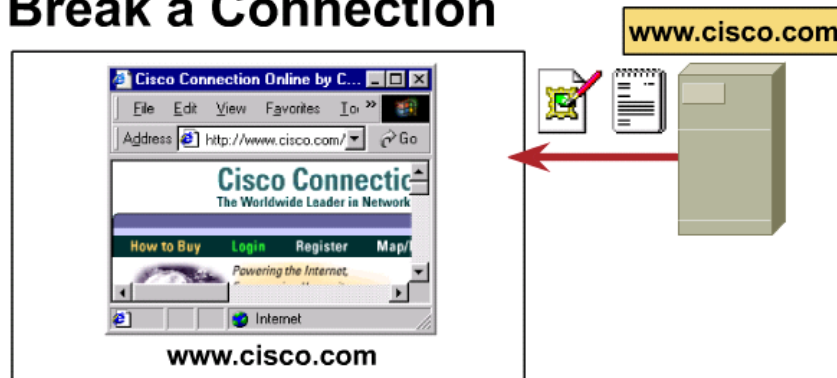 Break a Connection
www.cisco.com
Cisco Connection Online by C...
File Edit View Favorites To »
Address http://www.cisco.com/ Go
Cisco Connectic
The Worldwide Leader in Network
How to Buy Login Register Map/
Powering the Internet,
Internet
www.cisco.com